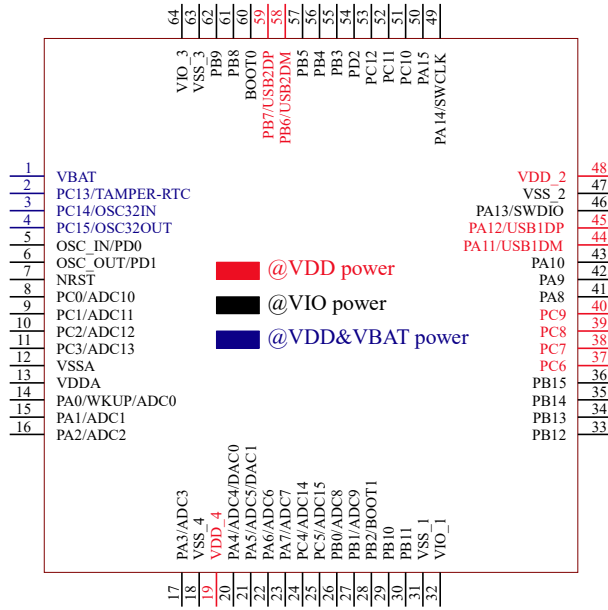 64 63 62 61 60 59 58 57 56 55 54 53 52 51 50 49
VIO_3
VSS_3
PB9
PB8
BOOT0
PB7/USB2DP
PB6/USB2DM
PB5
PB4
PB3
PD2
PC12
PC11
PC10
PA15
PA14/SWCLK
1 VBAT
2 PC13/TAMPER-RTC
3 PC14/OSC32IN
4 PC15/OSC32OUT
5 OSC_IN/PD0
6 OSC_OUT/PD1
7 NRST
8 PC0/ADC10
9 PC1/ADC11
10 PC2/ADC12
11 PC3/ADC13
12 VSSA
13 VDDA
14 PA0/WKUP/ADC0
15 PA1/ADC1
16 PA2/ADC2
@VDD power
@VIO power
@VDD&VBAT power
VDD_2 48
VSS_2 47
PA13/SWDIO 46
PA12/USB1DP 45
PA11/USB1DM 44
PA10 43
PA9 42
PA8 41
PC9 40
PC8 39
PC7 38
PC6 37
PB15 36
PB14 35
PB13 34
PB12 33
PA3/ADC3
VSS_4
VDD_4
PA4/ADC4/DAC0
PA5/ADC5/DAC1
PA6/ADC6
PA7/ADC7
PC4/ADC14
PC5/ADC15
PB0/ADC8
PB1/ADC9
PB2/BOOT1
PB10
PB11
VSS_1
VIO_1
17 18 19 20 21 22 23 24 25 26 27 28 29 30 31 32